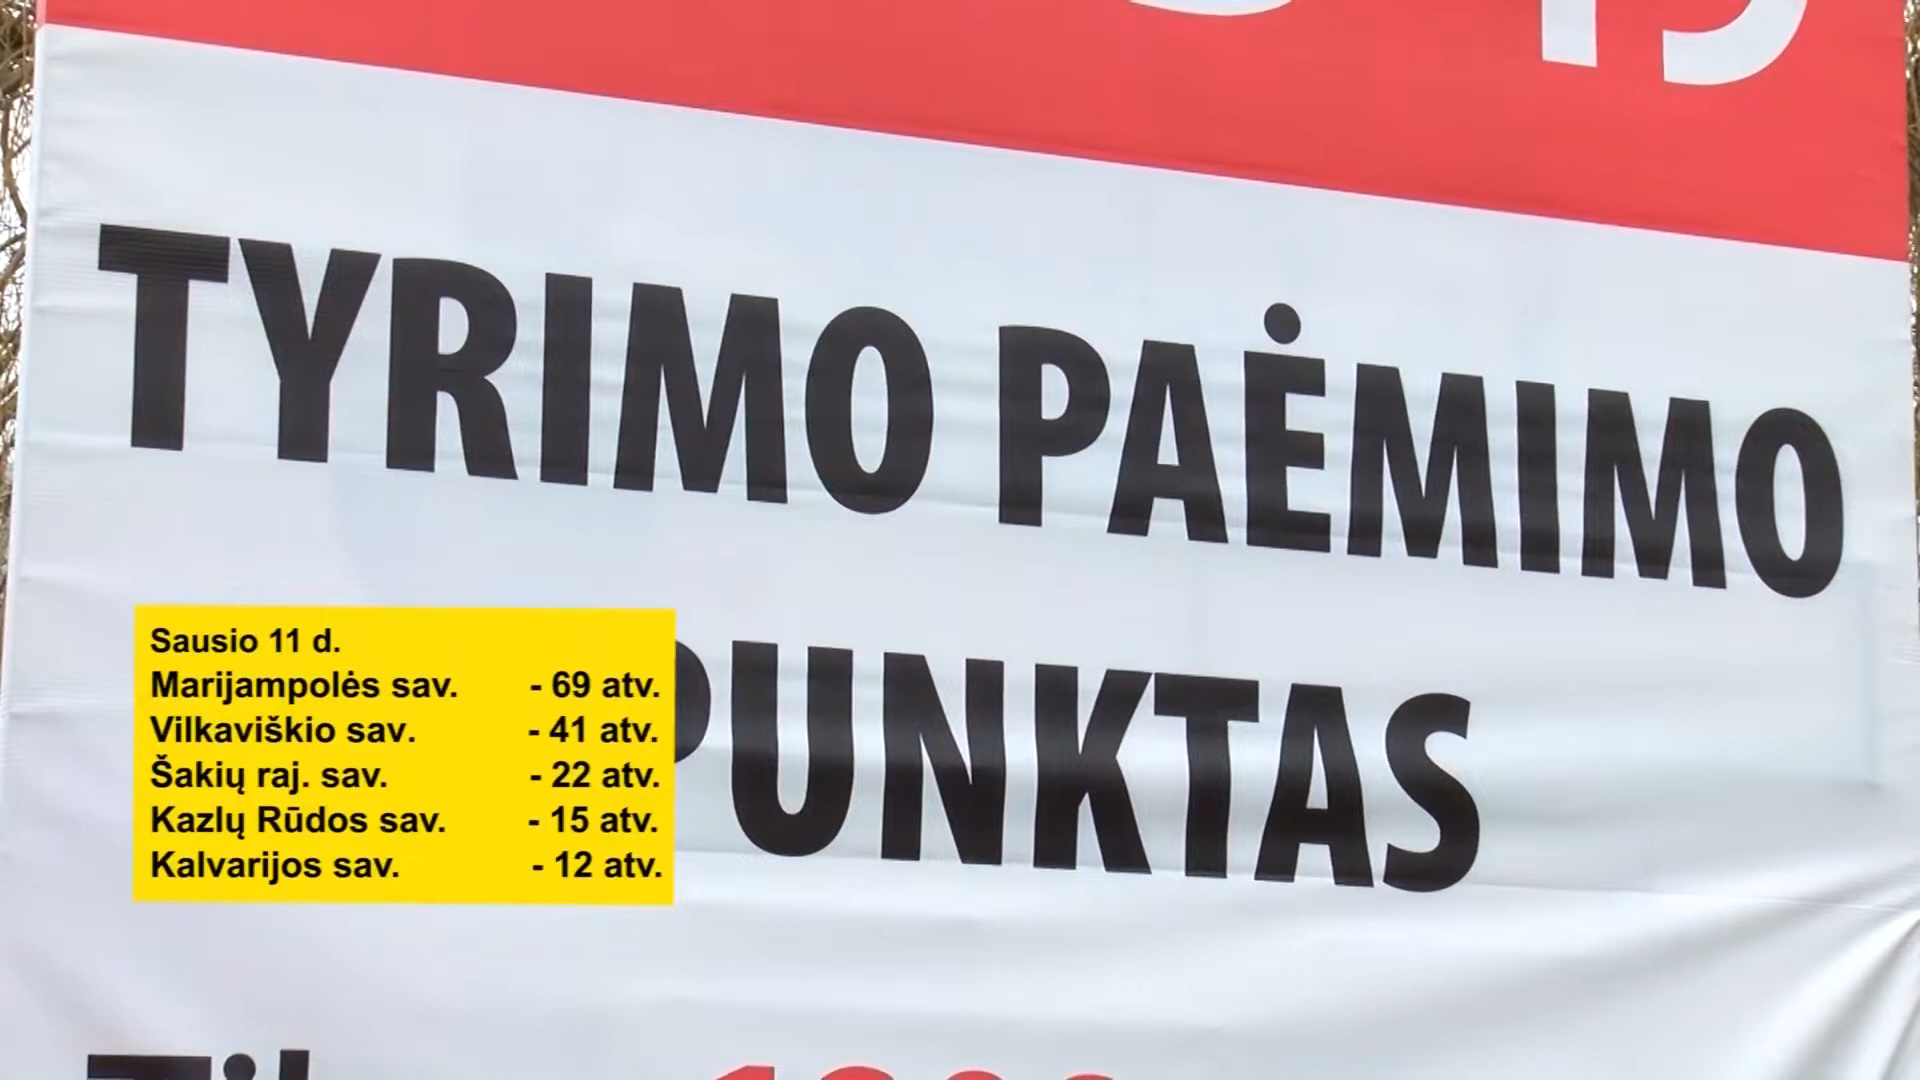 TYRIMO PAĖMIMO
PUNKTAS
Sausio 11 d.
Marijampolės sav. - 69 atv.
Vilkaviškio sav. - 41 atv.
Šakių raj. sav. - 22 atv.
Kazlų Rūdos sav. - 15 atv.
Kalvarijos sav. - 12 atv.